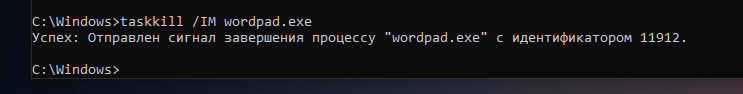 C:\Windows>taskkill /IM wordpad.exe
Успех: Отправлен сигнал завершения процессу "wordpad.exe" с идентификатором 11912.
C:\Windows>